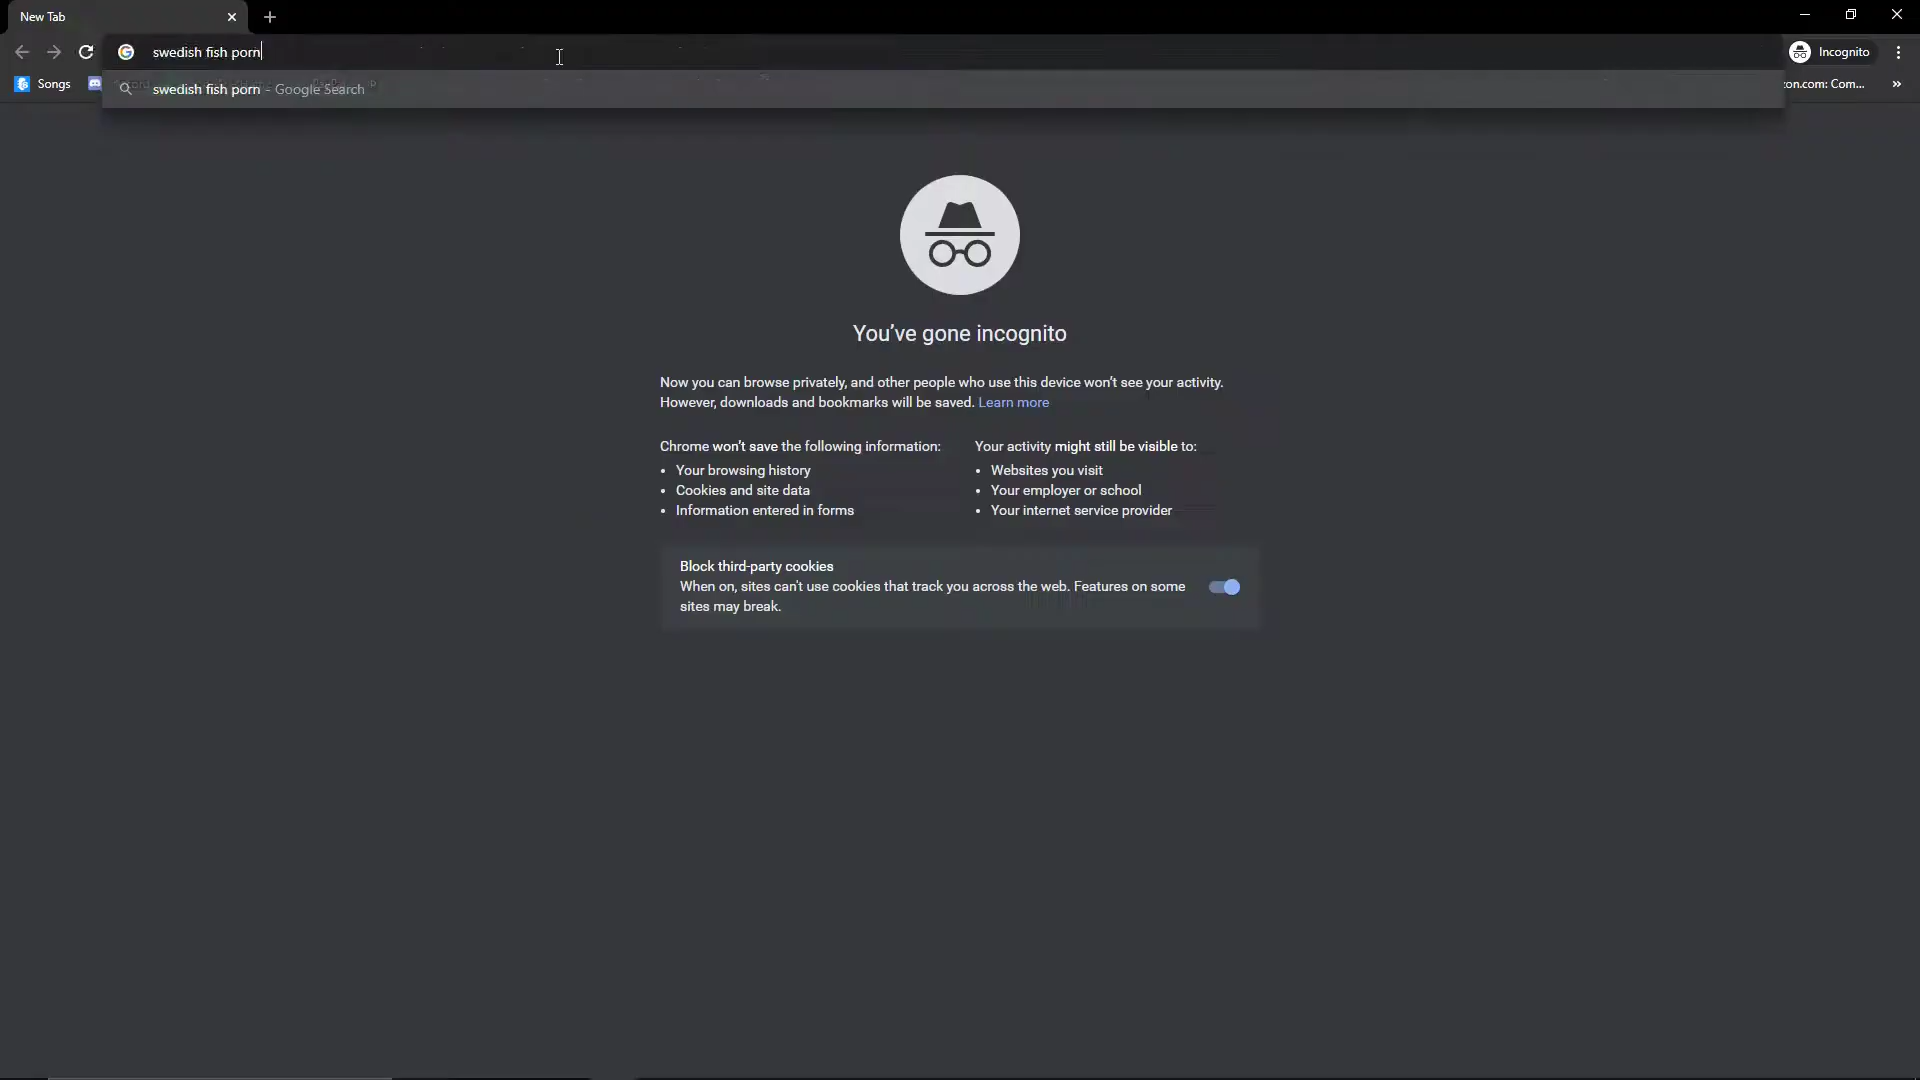 New Tab
swedish fish porn
Incognito
Songs
swedish fish porn - Google Search
zon.com: Com...
You've gone incognito
Now you can browse privately, and other people who use this device won't see your activity.
However, downloads and bookmarks will be saved. Learn more
Chrome won't save the following information:
Your browsing history
Cookies and site data
Information entered in forms
Your activity might still be visible to:
Websites you visit
Your employer or school
Your internet service provider
Block third-party cookies
When on, sites can't use cookies that track you across the web. Features on some
sites may break.